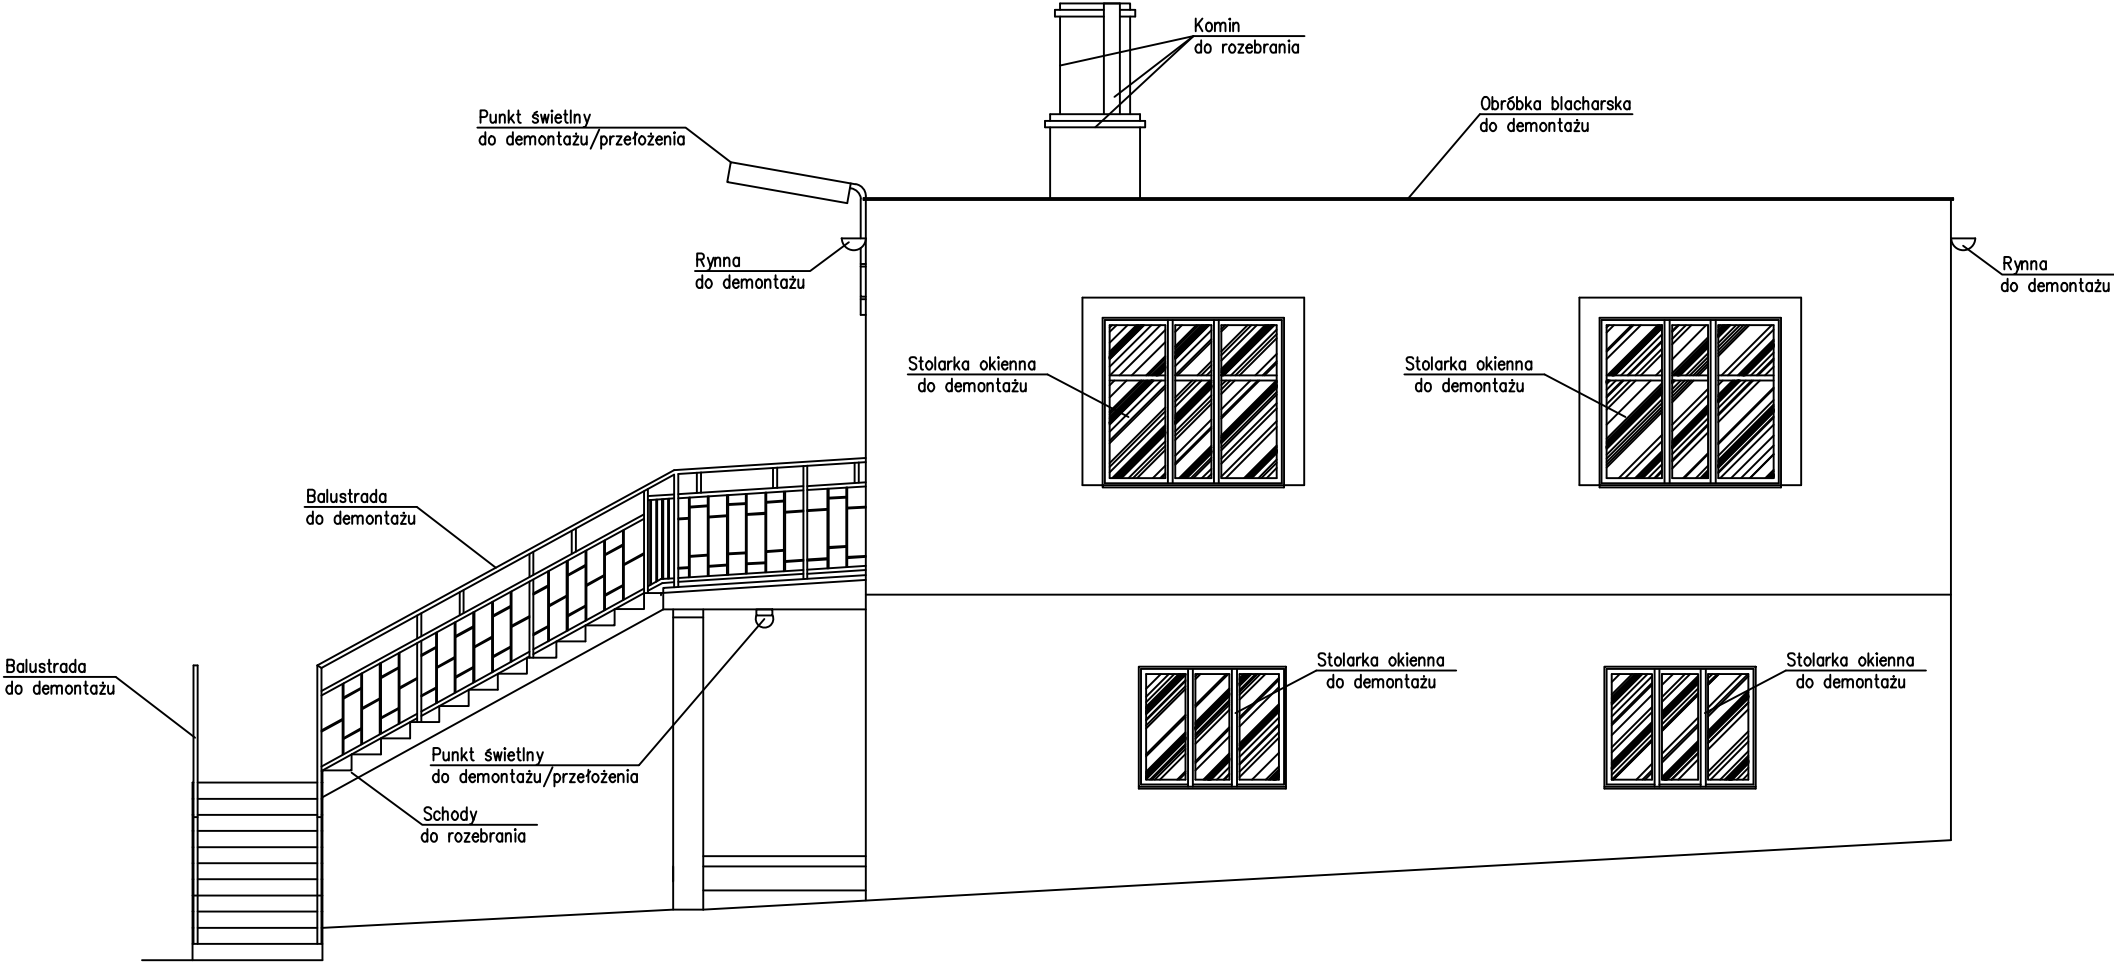 Komin
do rozebrania
Obróbka blacharska
do demontażu
Punkt świetlny
do demontażu/przełożenia
Rynna
do demontażu
Rynna
do demontażu
Stolarka okienna
do demontażu
Stolarka okienna
do demontażu
Balustrada
do demontażu
Balustrada
do demontażu
Stolarka okienna
do demontażu
Stolarka okienna
do demontażu
Punkt świetlny
do demontażu/przełożenia
Schody
do rozebrania